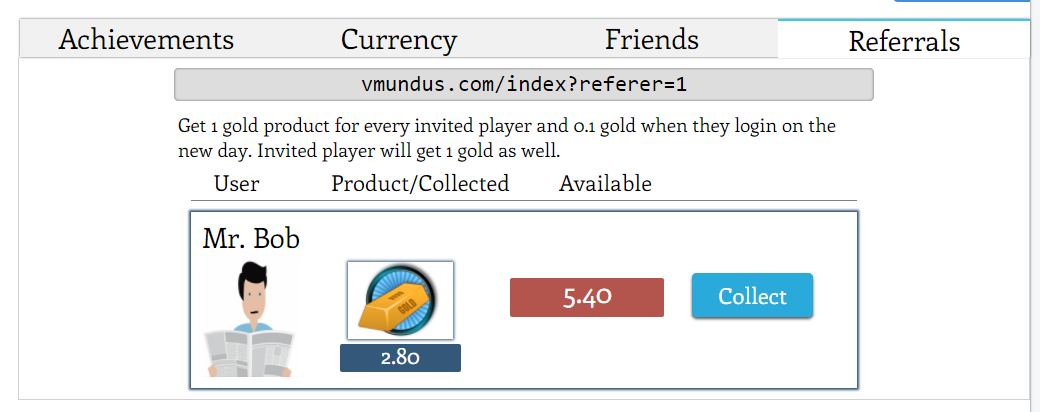 Achievements Currency Friends Referrals
vmundus.com/index?referer=1
Get 1 gold product for every invited player and 0.1 gold when they login on the
new day. Invited player will get 1 gold as well.
User Product/Collected Available
Mr. Bob
GOLD
5.40 Collect
2.80